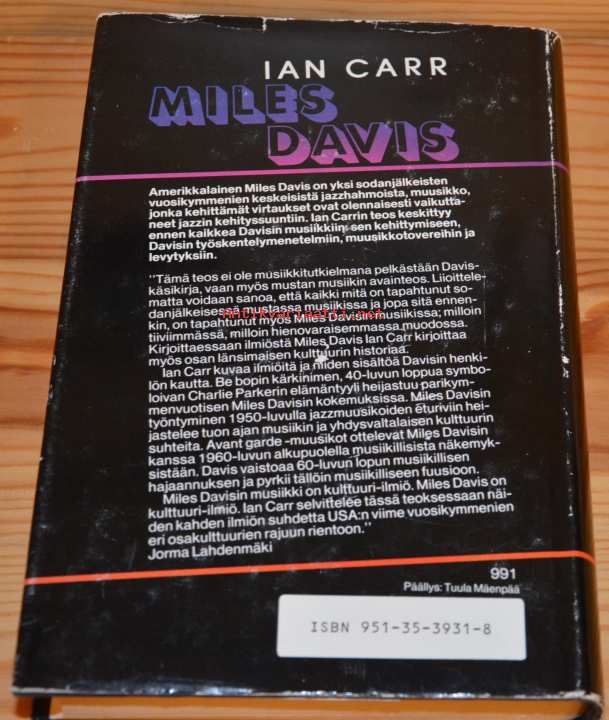 IAN CARR
MILES
DAVIS
Amerikkalainen Miles Davis on yksi sodanjälkeisten
vuosikymmenien keskeisistä jazzhahmoista, muusikko,
jonka kehittämät virtaukset ovat olennaisesti vaikutta-
neet jazzin kehityssuuntiin. Ian Carrin teos keskittyy
ennen kaikkea Davisin musiikkiin, sen kehittymiseen,
Davisin työskentelymenetelmiin, muusikkotovereihin ja
levytyksiin.
"Tämä teos ei ole musiikkitutkielmana pelkästään Davis-
käsikirja, vaan myös mustan musiikin avainteos. Liioittele-
matta voidaan sanoa, että kaikki mitä on tapahtunut so-
danjälkeisessä mustassa musiikissa ja jopa sitä ennen-
kin, on tapahtunut myös Miles Davisin musiikissa; milloin
tiiviimmässä, milloin hienovaraisemmassa muodossa.
Kirjoittaessaan ilmiöstä Miles Davis Ian Carr kirjoittaa
myös osan länsimaisen kulttuurin historiaa.
Ian Carr kuvaa ilmiöitä ja niiden sisältöä Davisin henki-
lön kautta. Be bopin kärkinimen, 40-luvun loppua symbo-
loivan Charlie Parkerin elämäntyyli heijastuu parikym-
menvuotisen Miles Davisin kokemuksissa. Miles Davisin
työntyminen 1950-luvulla jazzmuusikoiden eturiviin hei-
jastelee tuon ajan musiikin ja yhdysvaltalaisen kulttuurin
suhteita. Avant garde -muusikot ottelevat Miles Davisin
kanssa 1960-luvun alkupuolella musiikillisista näkemyk-
sistään. Davis vaistoaa 60-luvun lopun musiikillisen
hajaannuksen ja pyrkii tällöin musiikilliseen fuusioon.
Miles Davisin musiikki on kulttuuri-ilmiö. Miles Davis on
kulttuuri-ilmiö. Ian Carr selvittelee tässä teoksessaan näi-
den kahden ilmiön suhdetta USA:n viime vuosikymmenien
eri osakulttuurien rajuun rientoon."
Jorma Lahdenmäki
991
Päällys: Tuula Mäenpää
ISBN 951-35-3931-8